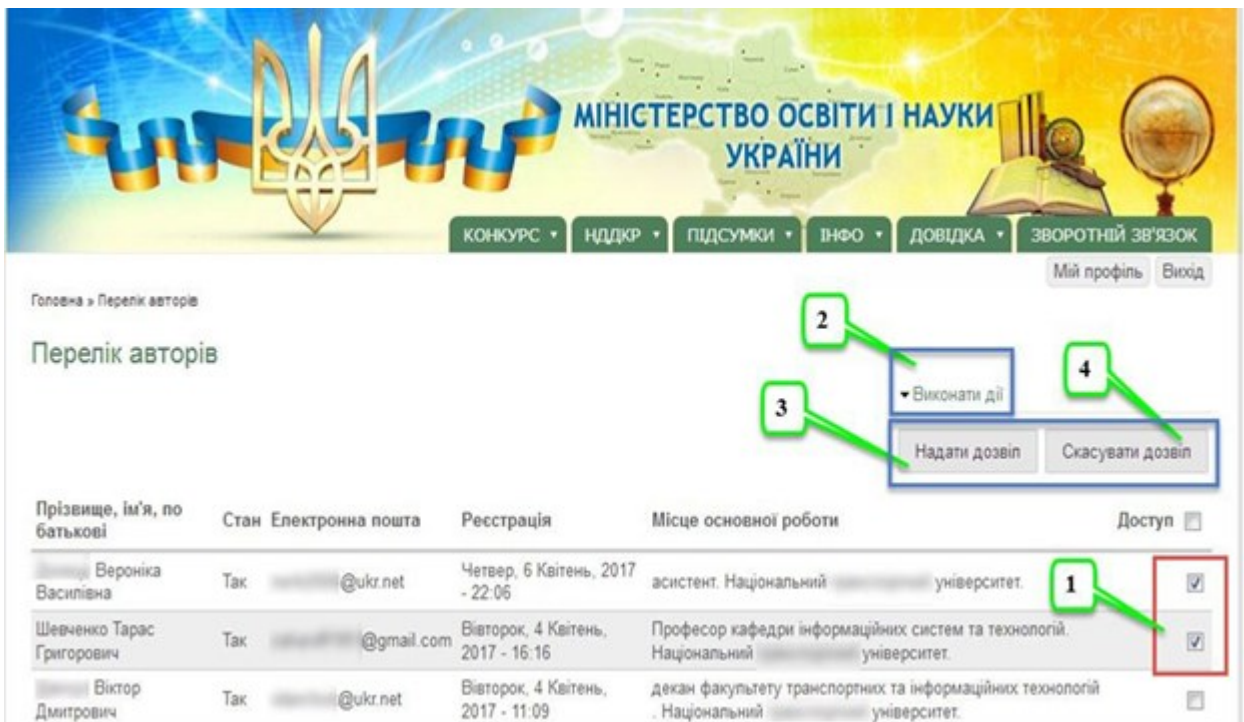 МІНІСТЕРСТВО ОСВІТИ І НАУКИ
УКРАЇНИ
КОНКУРС НДДКР ПІДСУМКИ ІНФО ДОВІДКА ЗВОРОТНІЙ ЗВ'ЯЗОК
Мій профіль Вихід
Головна » Перелік авторів
2
Перелік авторів
4
Виконати дії
3
Надати дозвіл Скасувати дозвіл
Прізвище, ім'я, по
батькові
Стан Електронна пошта Реєстрація Місце основної роботи Доступ
Вероніка
Василівна
Так @ukr.net
Четвер, 6 Квітень, 2017
- 22:06
асистент. Національний університет.
1
Шевченко Тарас
Григорович
Так @gmail.com
Вівторок, 4 Квітень,
2017 - 16:16
Професор кафедри інформаційних систем та технологій.
Національний університет.
Віктор
Дмитрович
Так @ukr.net
Вівторок, 4 Квітень,
2017 - 11:09
декан факультету транспортних та інформаційних технологій
. Національний університет.